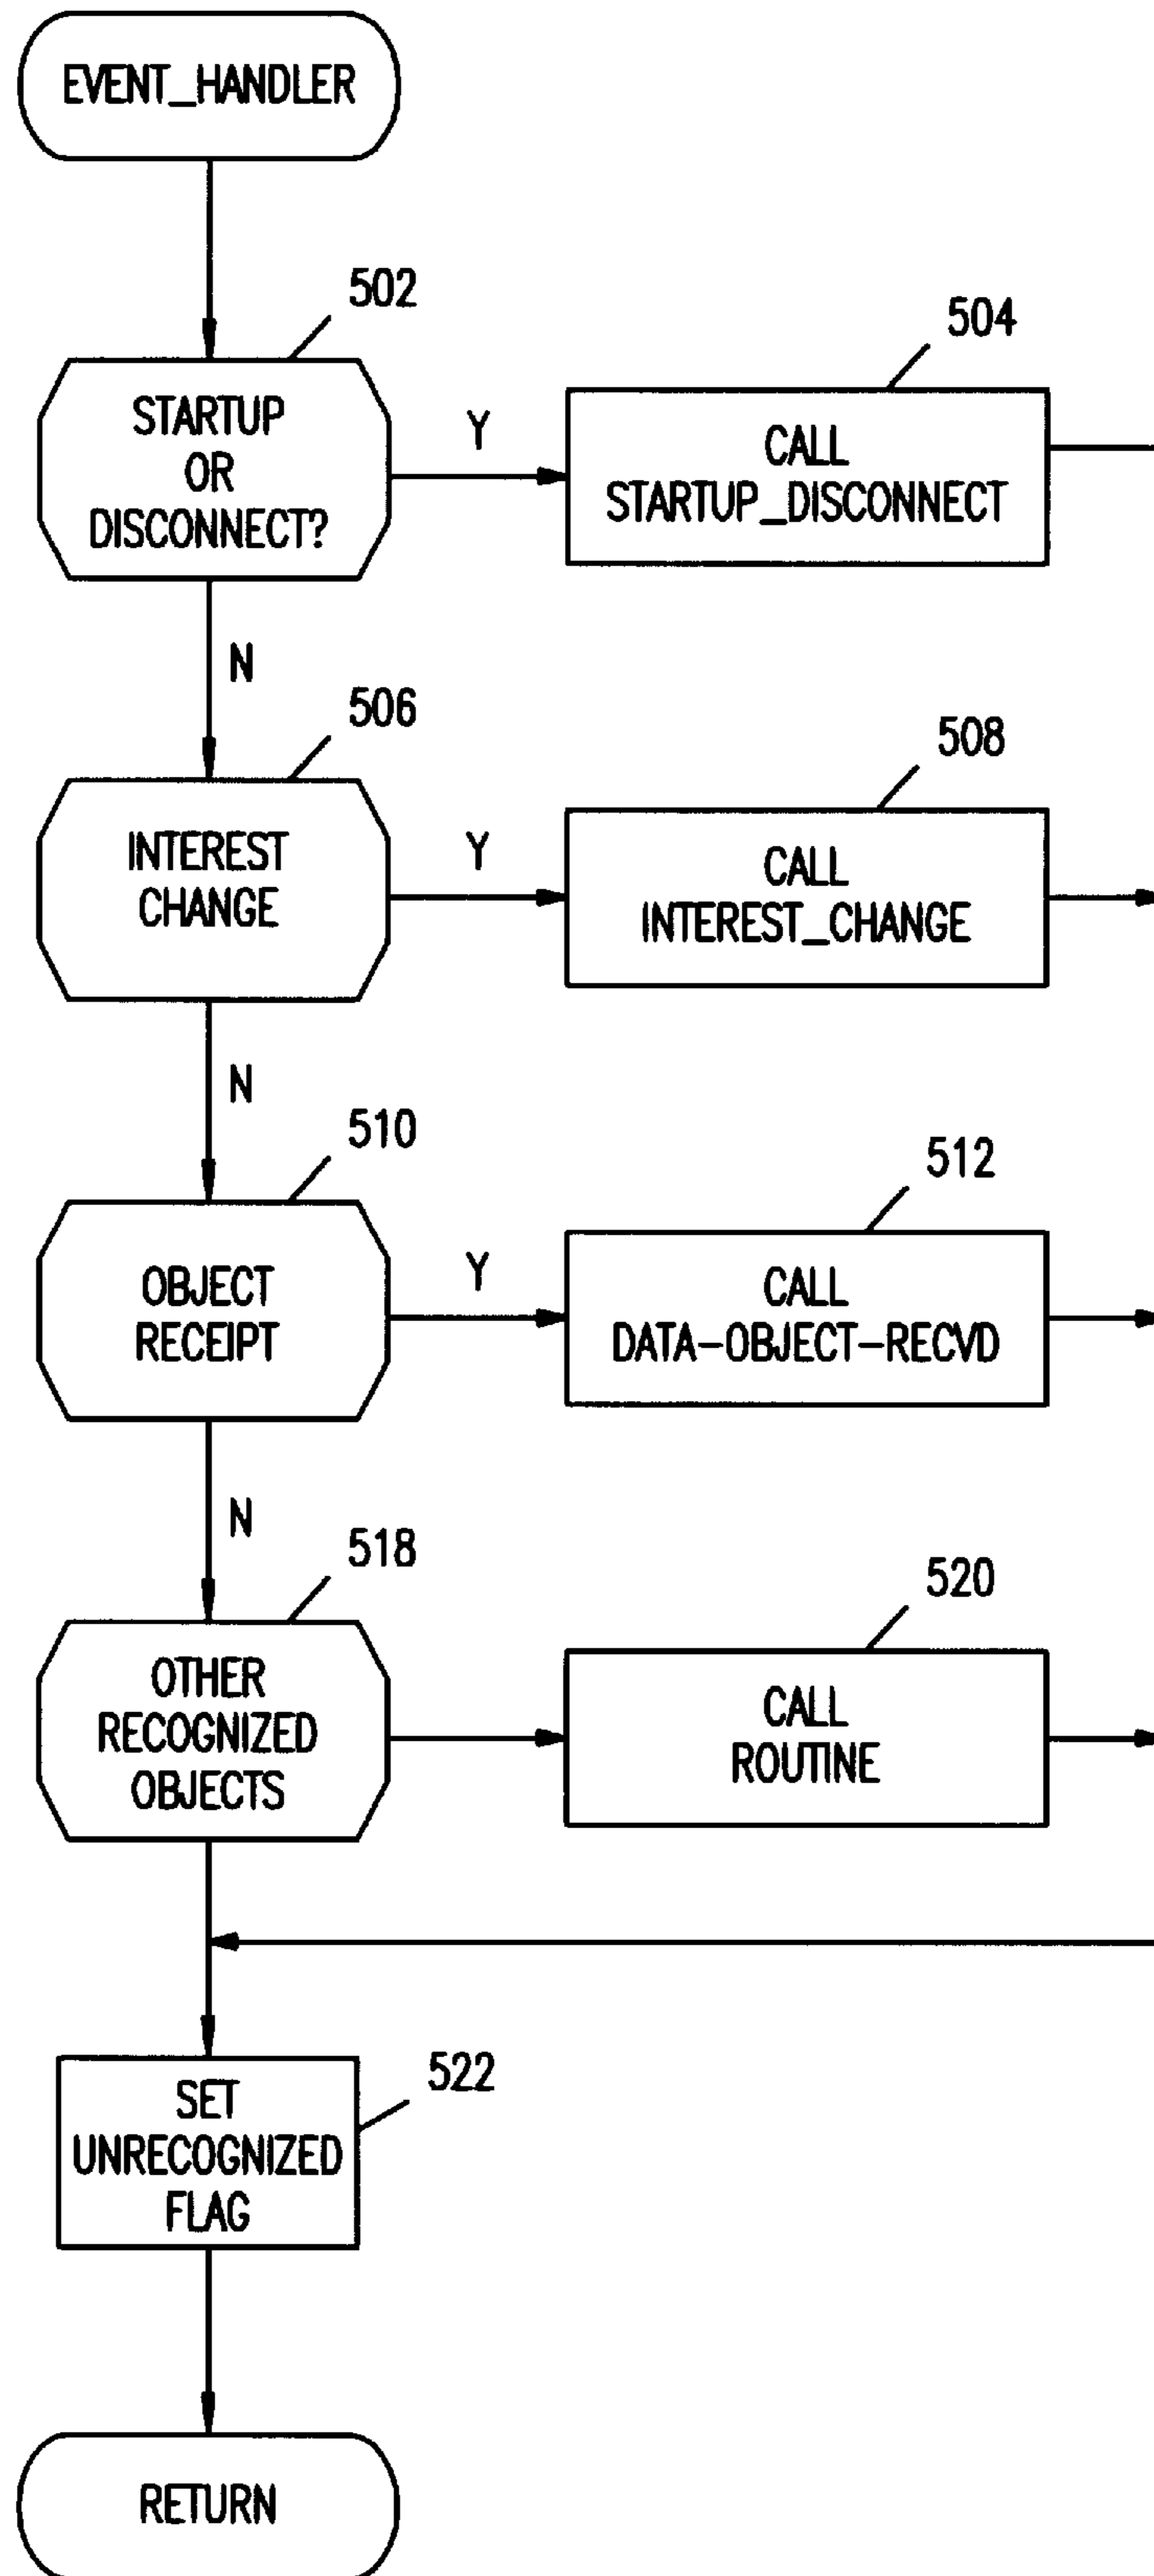 EVENT_HANDLER
502
STARTUP
OR
DISCONNECT?
Y
504
CALL
STARTUP_DISCONNECT
N
506
INTEREST
CHANGE
Y
508
CALL
INTEREST_CHANGE
N
510
OBJECT
RECEIPT
Y
512
CALL
DATA-OBJECT-RECVD
N
518
OTHER
RECOGNIZED
OBJECTS
520
CALL
ROUTINE
522
SET
UNRECOGNIZED
FLAG
RETURN